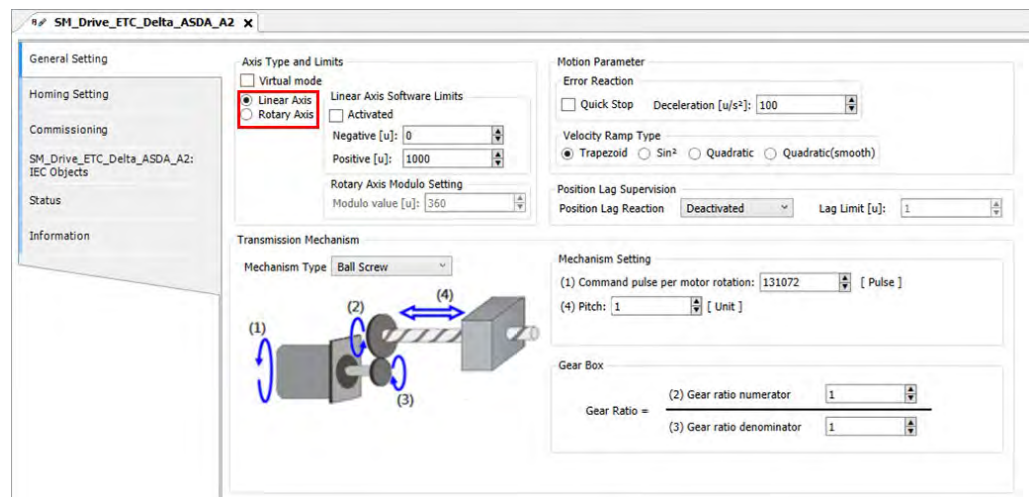 SM_Drive_ETC_Delta_ASDA_A2 X
General Setting
Homing Setting
Commissioning
SM_Drive_ETC_Delta_ASDA_A2:
IEC Objects
Status
Information
Axis Type and Limits
Virtual mode
Linear Axis
Rotary Axis
Linear Axis Software Limits
Activated
Negative [u]: 0
Positive [u]: 1000
Rotary Axis Modulo Setting
Modulo value [u]: 360
Motion Parameter
Error Reaction
Quick Stop Deceleration [u/s²]: 100
Velocity Ramp Type
Trapezoid Sin² Quadratic Quadratic(smooth)
Position Lag Supervision
Position Lag Reaction Deactivated Lag Limit [u]: 1
Transmission Mechanism
Mechanism Type Ball Screw
(1)
(2)
(4)
(3)
Mechanism Setting
(1) Command pulse per motor rotation: 131072 [ Pulse ]
(4) Pitch: 1 [ Unit ]
Gear Box
Gear Ratio =
(2) Gear ratio numerator 1
(3) Gear ratio denominator 1